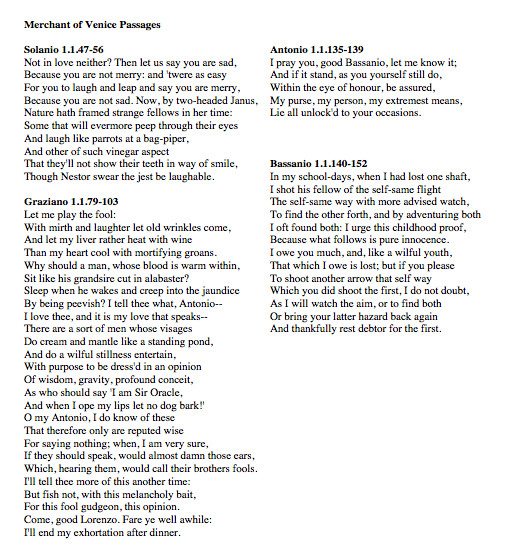 Merchant of Venice Passages
Solanio 1.1.47-56
Not in love neither? Then let us say you are sad,
Because you are not merry: and 'twere as easy
For you to laugh and leap and say you are merry,
Because you are not sad. Now, by two-headed Janus,
Nature hath framed strange fellows in her time:
Some that will evermore peep through their eyes
And laugh like parrots at a bag-piper,
And other of such vinegar aspect
That they'll not show their teeth in way of smile,
Though Nestor swear the jest be laughable.
Graziano 1.1.79-103
Let me play the fool:
With mirth and laughter let old wrinkles come,
And let my liver rather heat with wine
Than my heart cool with mortifying groans.
Why should a man, whose blood is warm within,
Sit like his grandsire cut in alabaster?
Sleep when he wakes and creep into the jaundice
By being peevish? I tell thee what, Antonio--
I love thee, and it is my love that speaks--
There are a sort of men whose visages
Do cream and mantle like a standing pond,
And do a wilful stillness entertain,
With purpose to be dress'd in an opinion
Of wisdom, gravity, profound conceit,
As who should say 'I am Sir Oracle,
And when I ope my lips let no dog bark!'
O my Antonio, I do know of these
That therefore only are reputed wise
For saying nothing; when, I am very sure,
If they should speak, would almost damn those ears,
Which, hearing them, would call their brothers fools.
I'll tell thee more of this another time:
But fish not, with this melancholy bait,
For this fool gudgeon, this opinion.
Come, good Lorenzo. Fare ye well awhile:
I'll end my exhortation after dinner.
Antonio 1.1.135-139
I pray you, good Bassanio, let me know it;
And if it stand, as you yourself still do,
Within the eye of honour, be assured,
My purse, my person, my extremest means,
Lie all unlock'd to your occasions.
Bassanio 1.1.140-152
In my school-days, when I had lost one shaft,
I shot his fellow of the self-same flight
The self-same way with more advised watch,
To find the other forth, and by adventuring both
I oft found both: I urge this childhood proof,
Because what follows is pure innocence.
I owe you much, and, like a wilful youth,
That which I owe is lost; but if you please
To shoot another arrow that self way
Which you did shoot the first, I do not doubt,
As I will watch the aim, or to find both
Or bring your latter hazard back again
And thankfully rest debtor for the first.